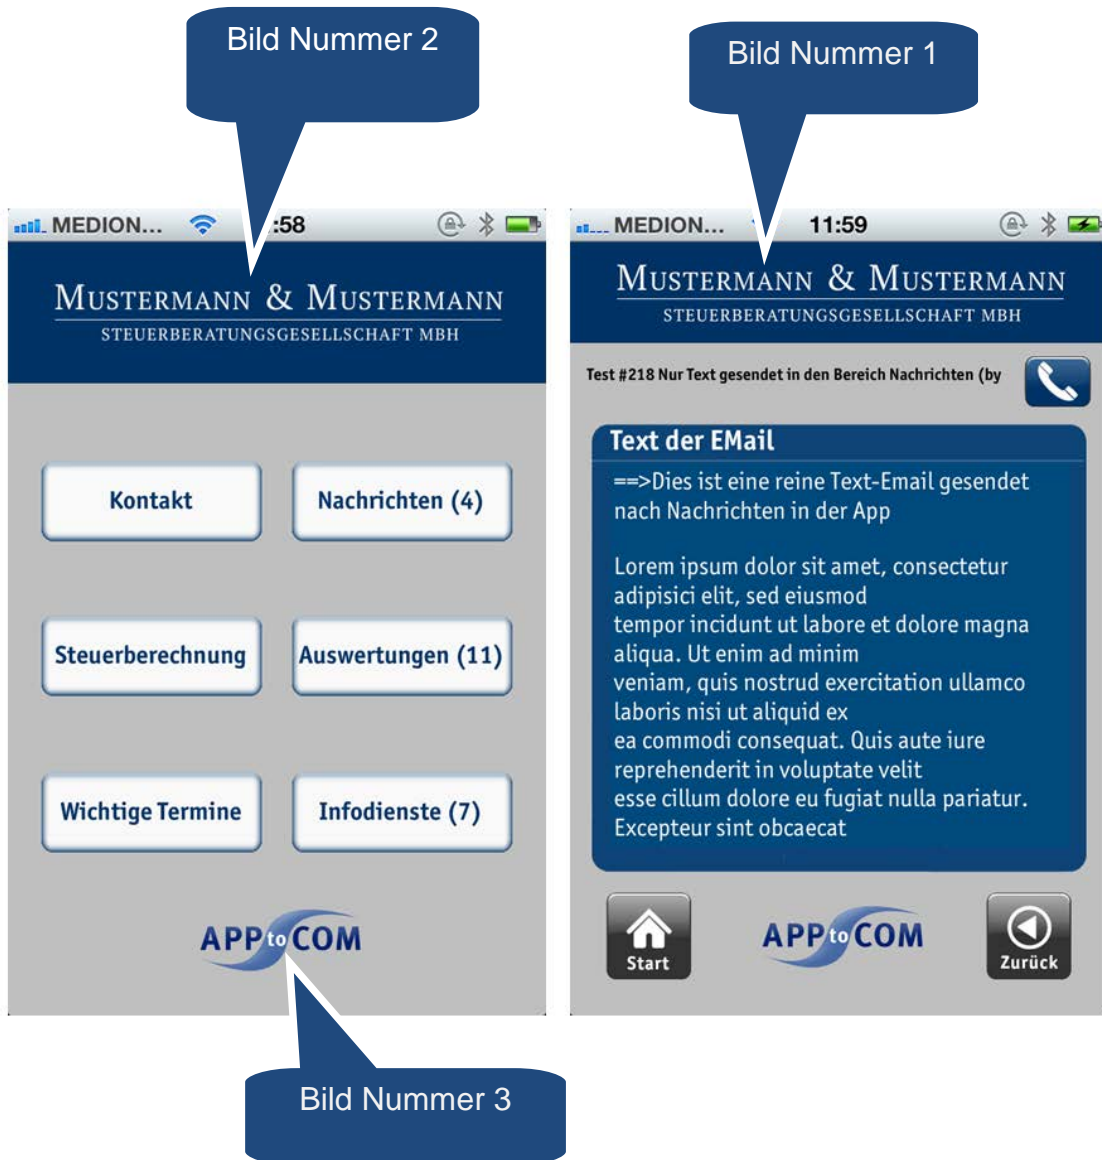 Bild Nummer 2
Bild Nummer 1
MEDION...
:58
MUSTERMANN & MUSTERMANN
STEUERBERATUNGSGESELLSCHAFT MBH
Kontakt
Nachrichten (4)
Steuerberechnung
Auswertungen (11)
Wichtige Termine
Infodienste (7)
APP to COM
Bild Nummer 3
MEDION...
11:59
MUSTERMANN & MUSTERMANN
STEUERBERATUNGSGESELLSCHAFT MBH
Test #218 Nur Text gesendet in den Bereich Nachrichten (by
Text der EMail
==>Dies ist eine reine Text-Email gesendet
nach Nachrichten in der App
Lorem ipsum dolor sit amet, consectetur
adipisici elit, sed eiusmod
tempor incidunt ut labore et dolore magna
aliqua. Ut enim ad minim
veniam, quis nostrud exercitation ullamco
laboris nisi ut aliquid ex
ea commodi consequat. Quis aute iure
reprehenderit in voluptate velit
esse cillum dolore eu fugiat nulla pariatur.
Excepteur sint obcaecat
Start
APP to COM
Zurück